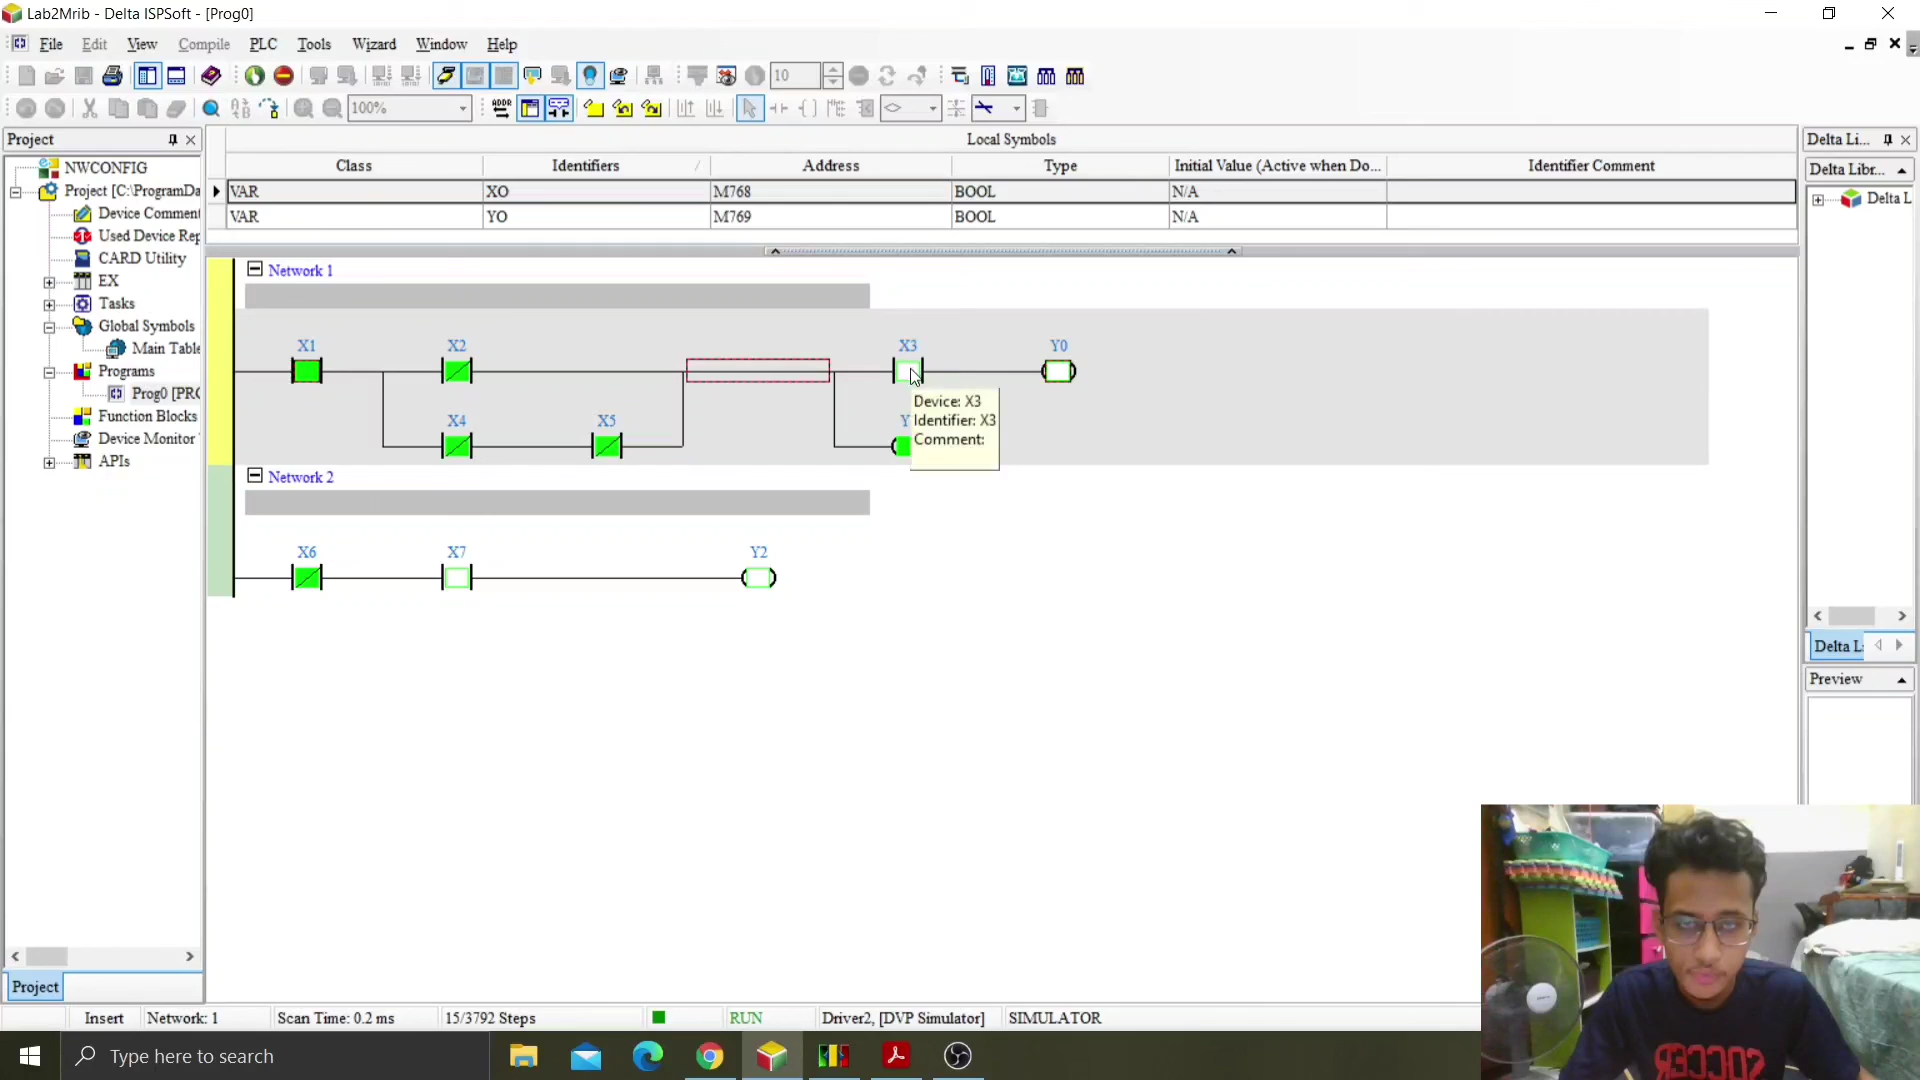 Lab2Mrib - Delta ISPSoft - [Prog0]
File Edit View Compile PLC Tools Wizard Window Help
10
100%
ADDR
Project
NWCONFIG
Project [C:\ProgramDa
Device Comment
Used Device Rep
CARD Utility
EX
Tasks
Global Symbols
Main Table
Programs
Prog0 [PRO
Function Blocks
Device Monitor
APIs
Project
Local Symbols
Class Identifiers Address Type Initial Value (Active when Do... Identifier Comment
VAR XO M768 BOOL N/A
VAR YO M769 BOOL N/A
Network 1
X1 X2 X3 Y0
X4 X5 Y
Device: X3
Identifier: X3
Comment:
Network 2
X6 X7 Y2
Delta Li...
Delta Libr...
Delta L
Delta L
Preview
SOCCER
Insert Network: 1 Scan Time: 0.2 ms 15/3792 Steps RUN Driver2, [DVP Simulator] SIMULATOR
Type here to search